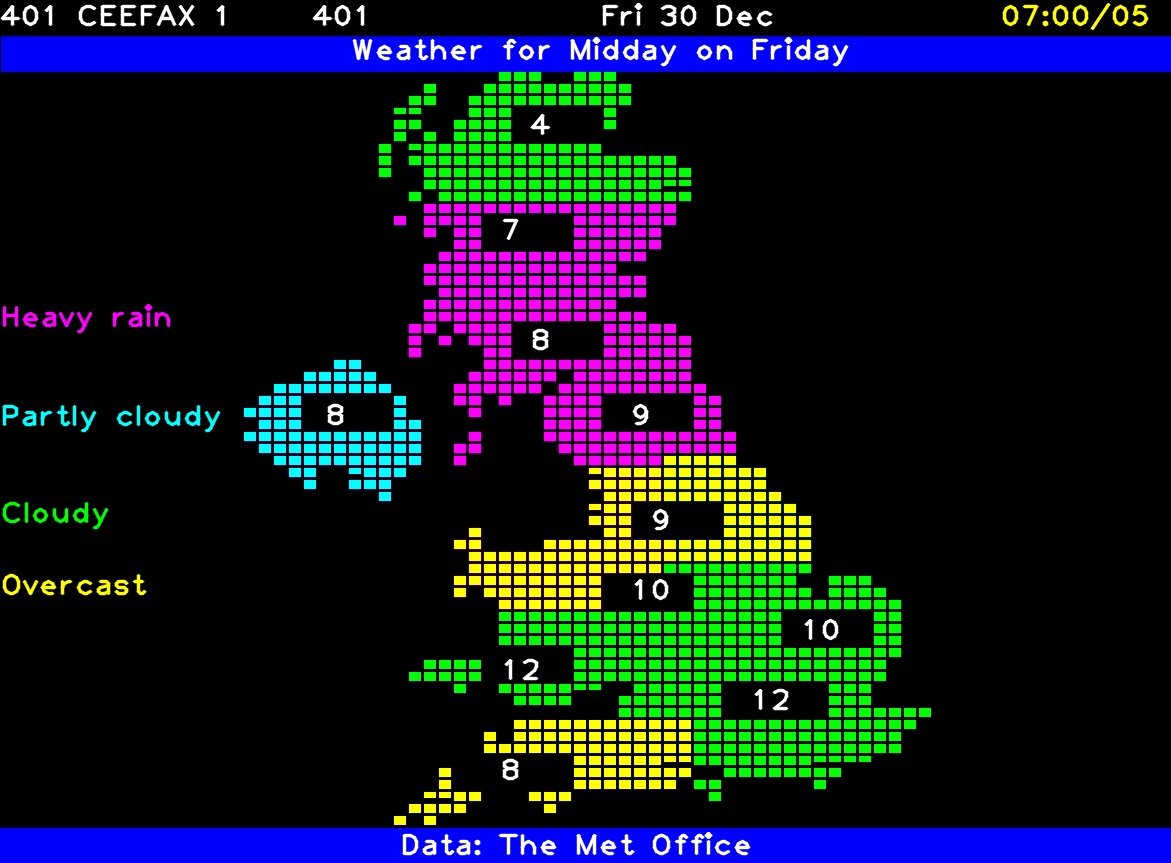 401 CEEFAX 1 401 Fri 30 Dec 07:00/05
Weather for Midday on Friday
4
7
Heavy rain
8
Partly cloudy 8 9
Cloudy 9
Overcast 10
10
12
12
8
Data: The Met Office